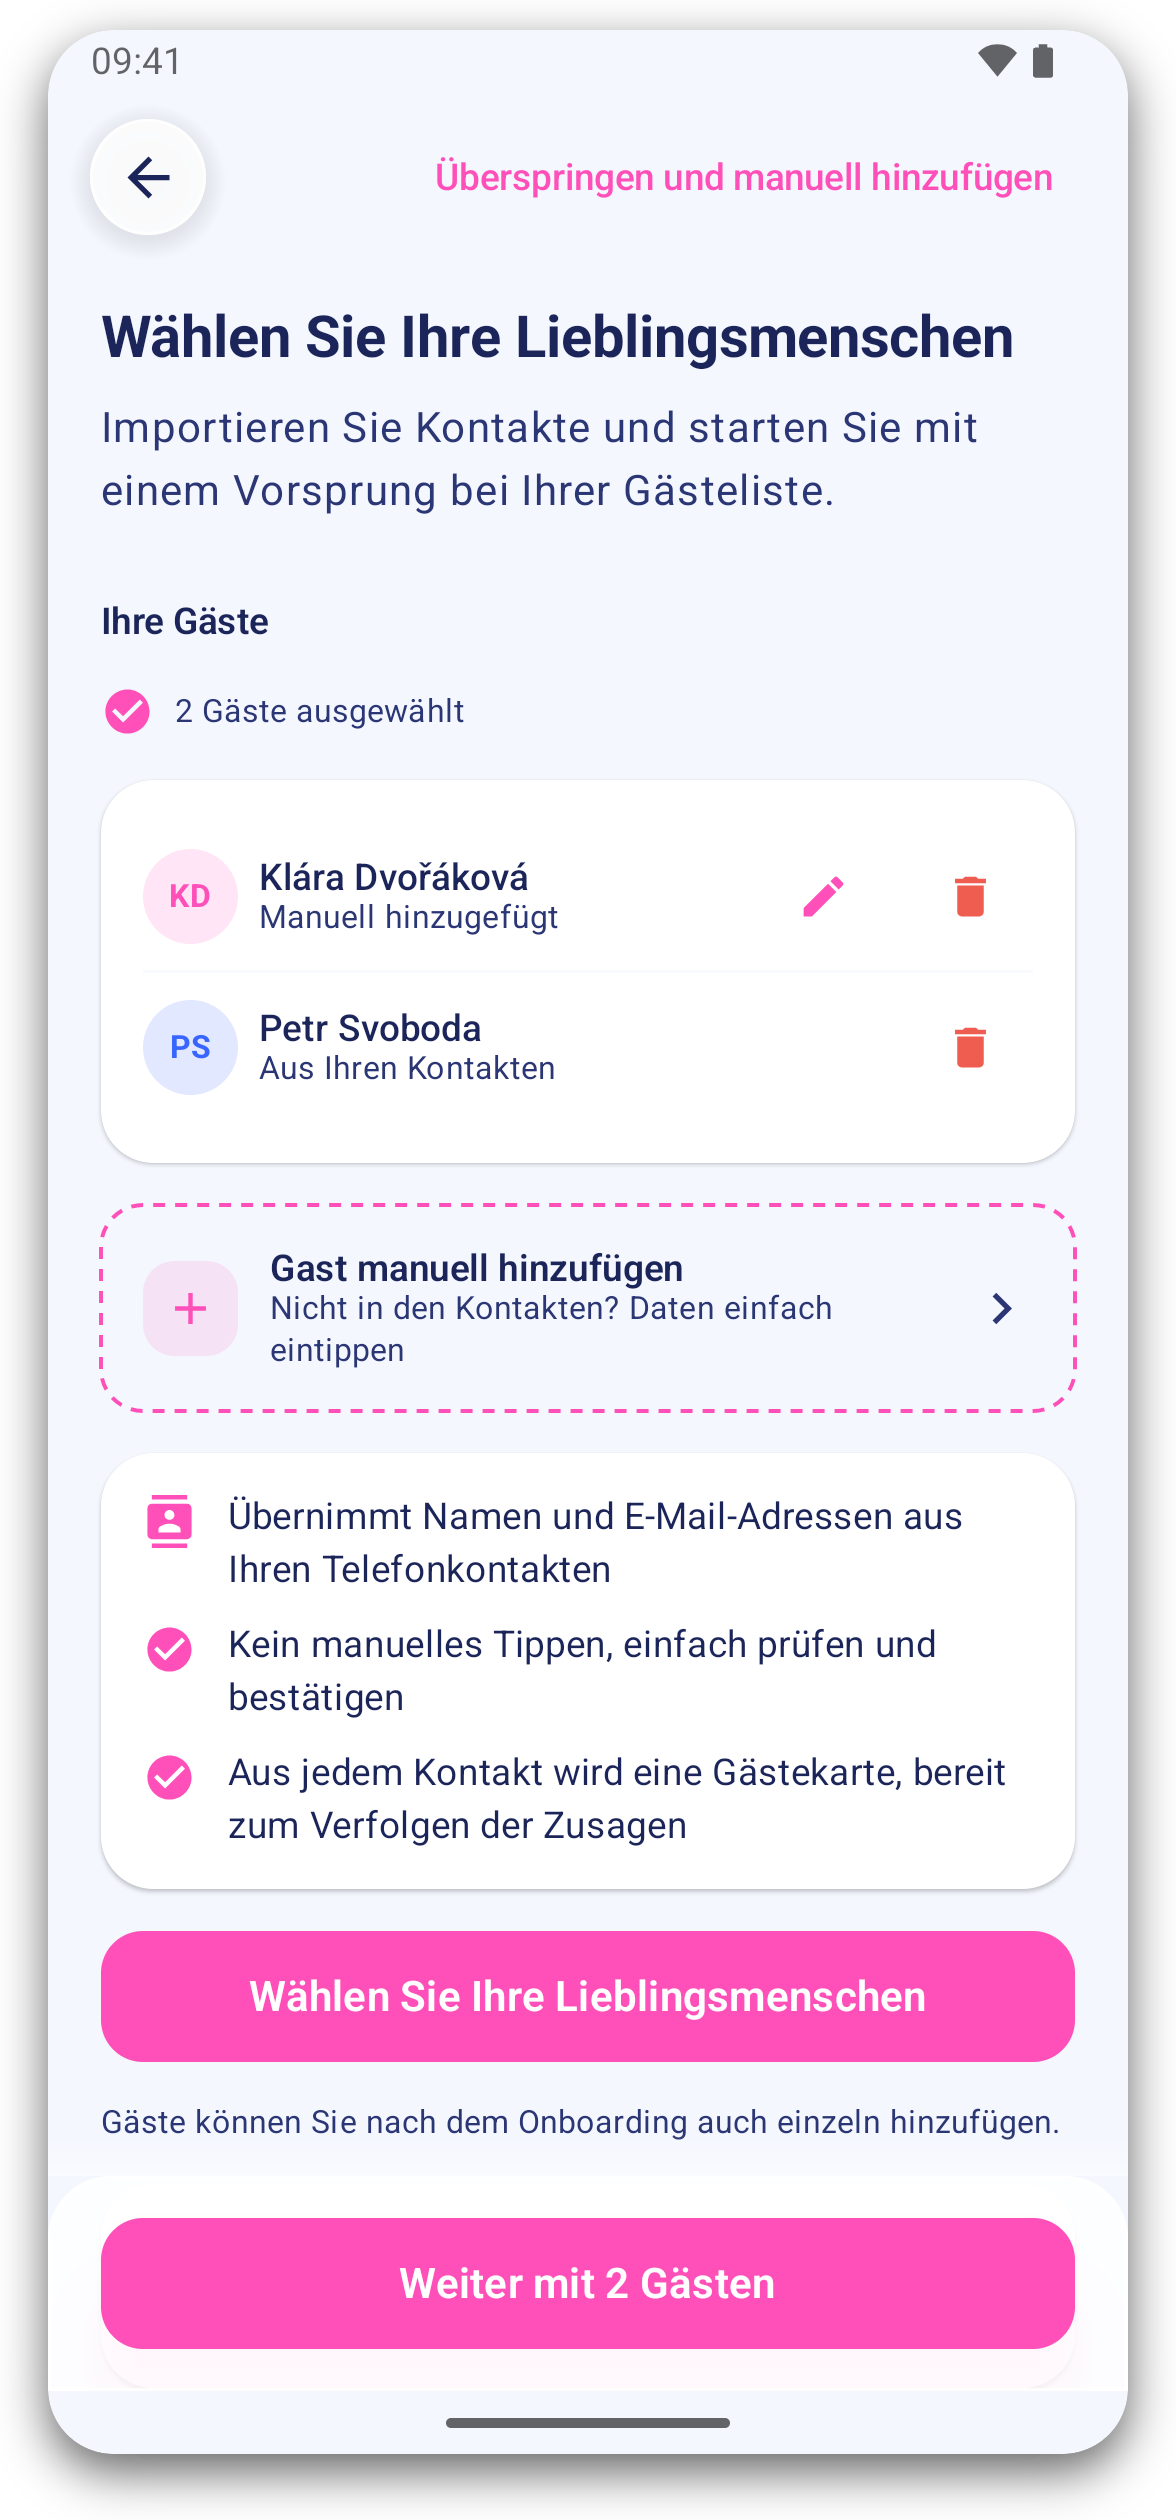 09:41
Überspringen und manuell hinzufügen
Wählen Sie Ihre Lieblingsmenschen
Importieren Sie Kontakte und starten Sie mit
einem Vorsprung bei Ihrer Gästeliste.
Ihre Gäste
2 Gäste ausgewählt
KD
Klára Dvořáková
Manuell hinzugefügt
PS
Petr Svoboda
Aus Ihren Kontakten
Gast manuell hinzufügen
Nicht in den Kontakten? Daten einfach
eintippen
Übernimmt Namen und E-Mail-Adressen aus
Ihren Telefonkontakten
Kein manuelles Tippen, einfach prüfen und
bestätigen
Aus jedem Kontakt wird eine Gästekarte, bereit
zum Verfolgen der Zusagen
Wählen Sie Ihre Lieblingsmenschen
Gäste können Sie nach dem Onboarding auch einzeln hinzufügen.
Weiter mit 2 Gästen